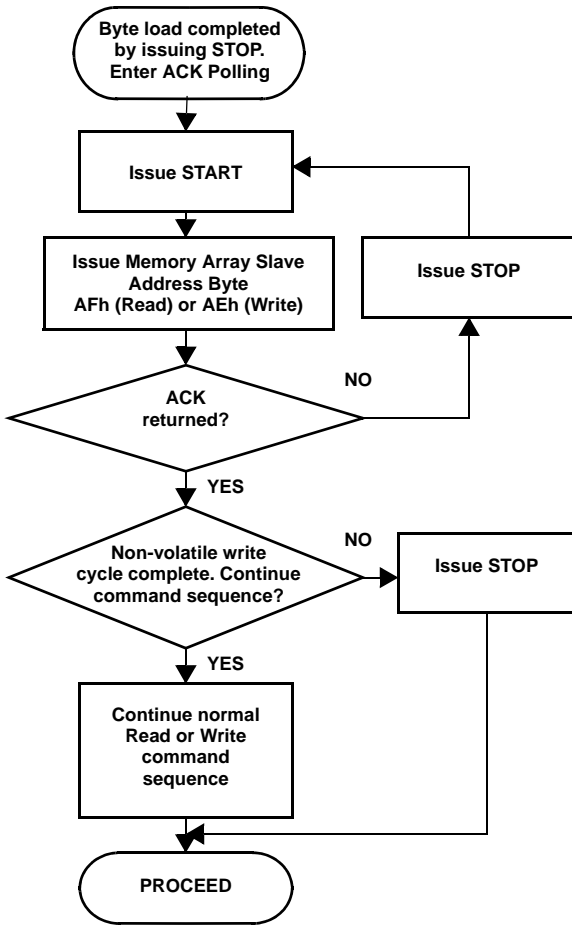 Byte load completed
by issuing STOP.
Enter ACK Polling
Issue START
Issue Memory Array Slave
Address Byte
AFh (Read) or AEh (Write)
Issue STOP
ACK
returned?
NO
YES
Non-volatile write
cycle complete. Continue
command sequence?
NO
Issue STOP
YES
Continue normal
Read or Write
command
sequence
PROCEED